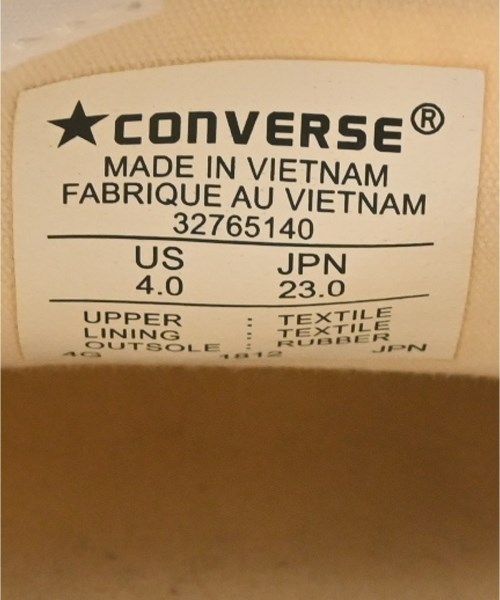 ★CONVERSE®
MADE IN VIETNAM
FABRIQUE AU VIETNAM
32765140
US JPN
4.0 23.0
UPPER : TEXTILE
LINING : TEXTILE
OUTSOLE : RUBBER
4G 1812 JPN